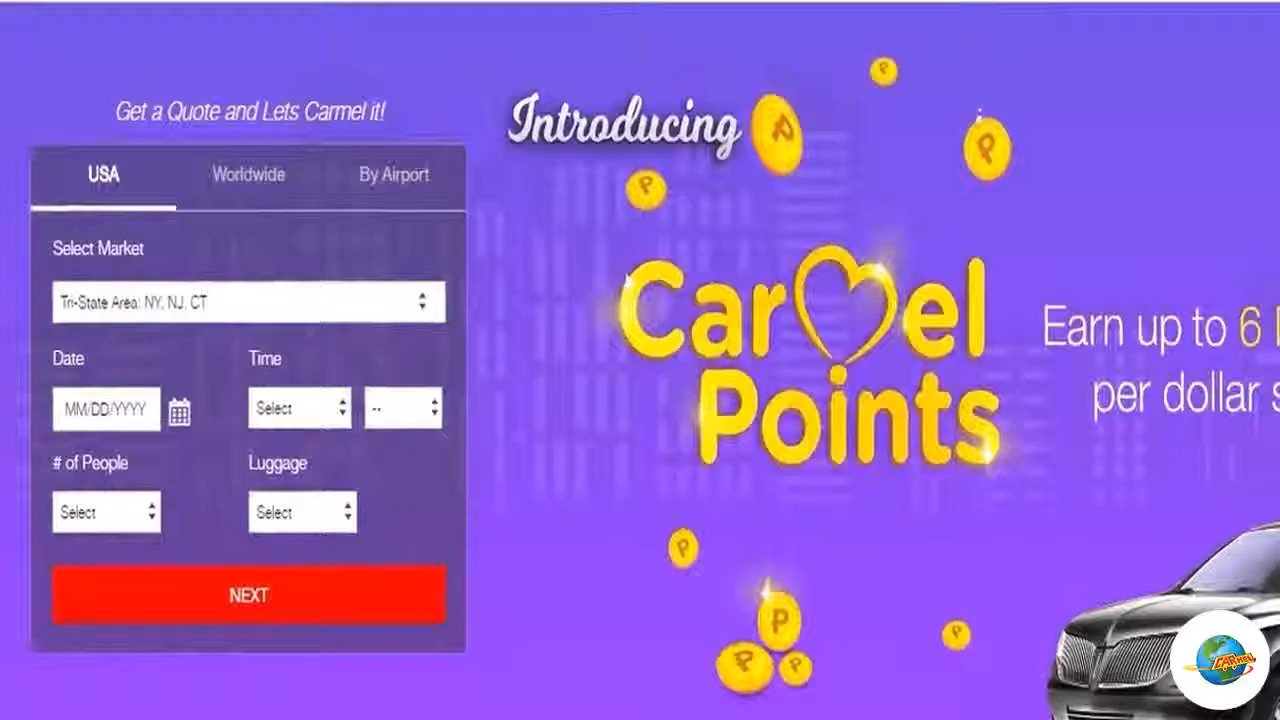 Get a Quote and Lets Carmel it!
USA Worldwide By Airport
Select Market
Tri-State Area: NY, NJ, CT
Date Time
MM/DD/YYYY Select --
# of People Luggage
Select Select
NEXT
Introducing
Carmel
Points
Earn up to 6
per dollar s
P
P
P
P
P
P
P
P
P
CARMEL